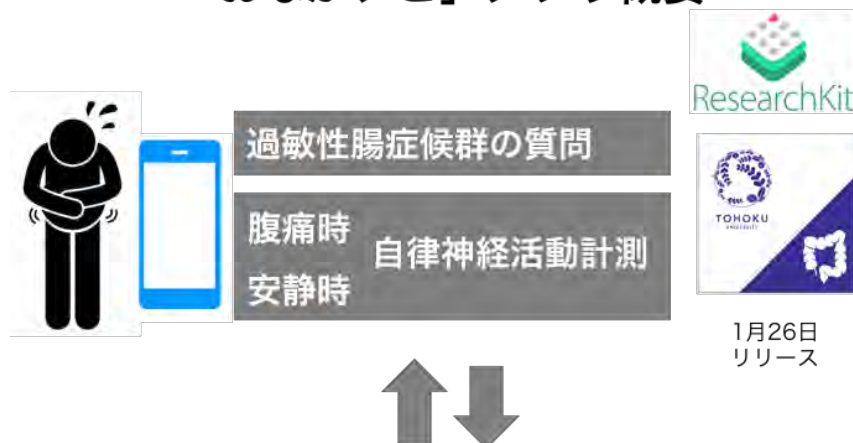 ResearchKit
過敏性腸症候群の質問
腹痛時
自律神経活動計測
安静時
TOHOKU
UNIVERSITY
1月26日
リリース